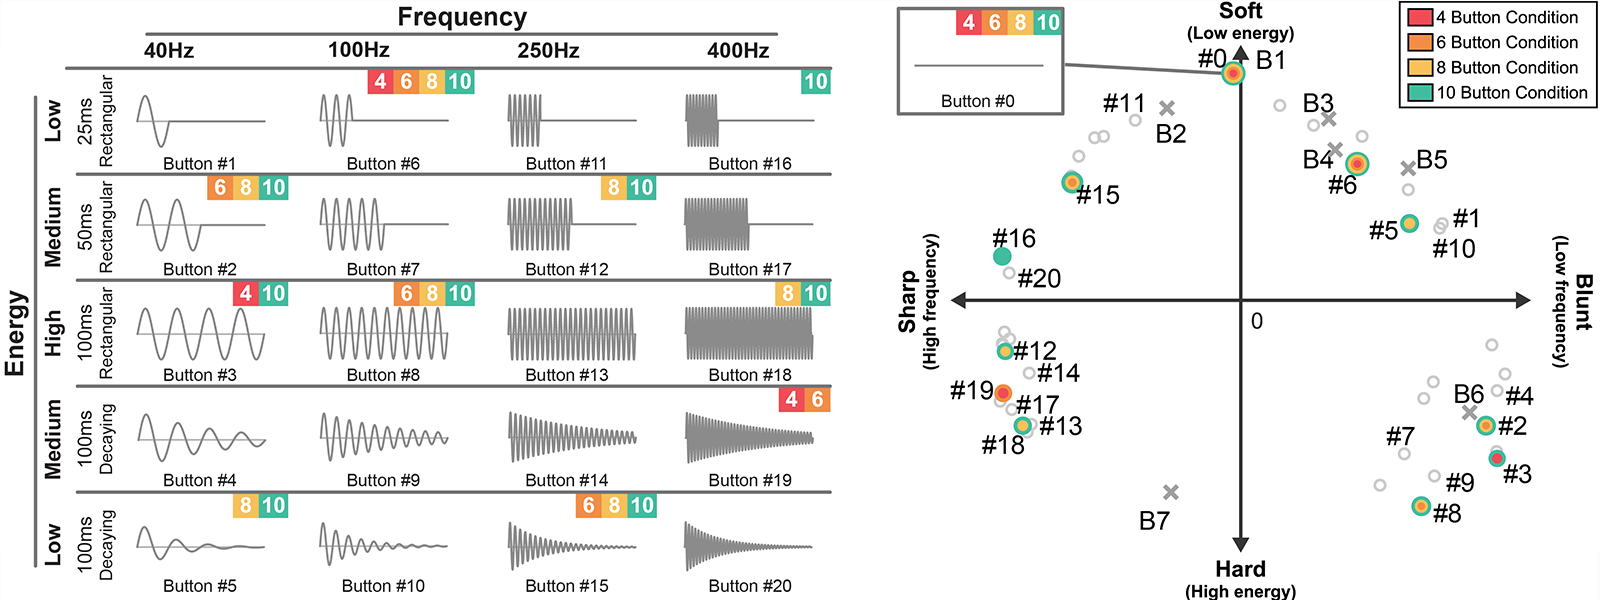 Frequency
40Hz 100Hz 250Hz 400Hz
Energy
Low
25ms
Rectangular
4 6 8 10
10
Button #1 Button #6 Button #11 Button #16
Medium
50ms
Rectangular
6 8 10
8 10
Button #2 Button #7 Button #12 Button #17
High
100ms
Rectangular
4 10
6 8 10
8 10
Button #3 Button #8 Button #13 Button #18
Medium
100ms
Decaying
4 6
Button #4 Button #9 Button #14 Button #19
Low
100ms
Decaying
8 10
6 8 10
Button #5 Button #10 Button #15 Button #20
4 6 8 10
Button #0
Soft
(Low energy)
#0 B1
4 Button Condition
6 Button Condition
8 Button Condition
10 Button Condition
#11
B2
B3
B4
B5
#6
#15
#5
#1
#10
#16
#20
Sharp
(High frequency)
Blunt
(Low frequency)
0
#12
#14
#19
#17
#13
#18
B6
#4
#2
#7
#3
#9
#8
B7
Hard
(High energy)